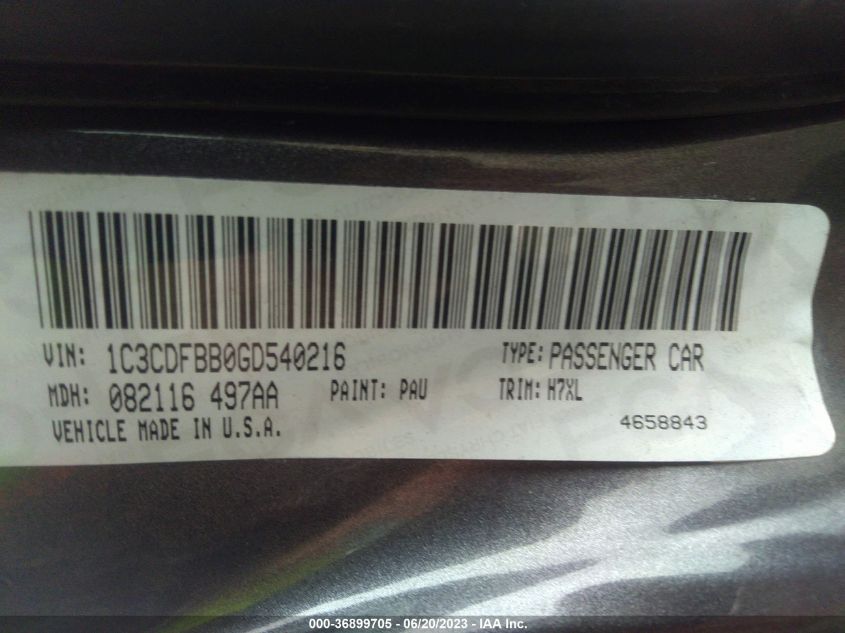 VIN: 1C3CDFBB0GD540216 TYPE: PASSENGER CAR
MDH: 082116 497AA PAINT: PAU TRIM: H7XL
VEHICLE MADE IN U.S.A. 4658843
000-36899705 - 06/20/2023 - IAA Inc.